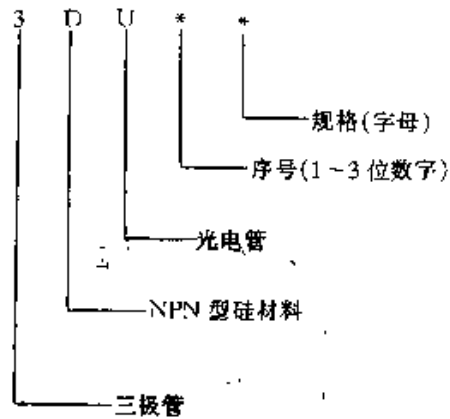 3 D U * *
规格(字母)
序号(1~3位数字)
光电管
NPN 型硅材料
三极管